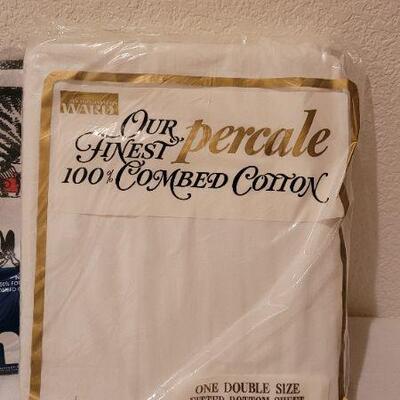 WARDS
OUR percale
FINEST
100% COMBED COTTON
ONE DOUBLE SIZE
FITTED BOTTOM SHEET